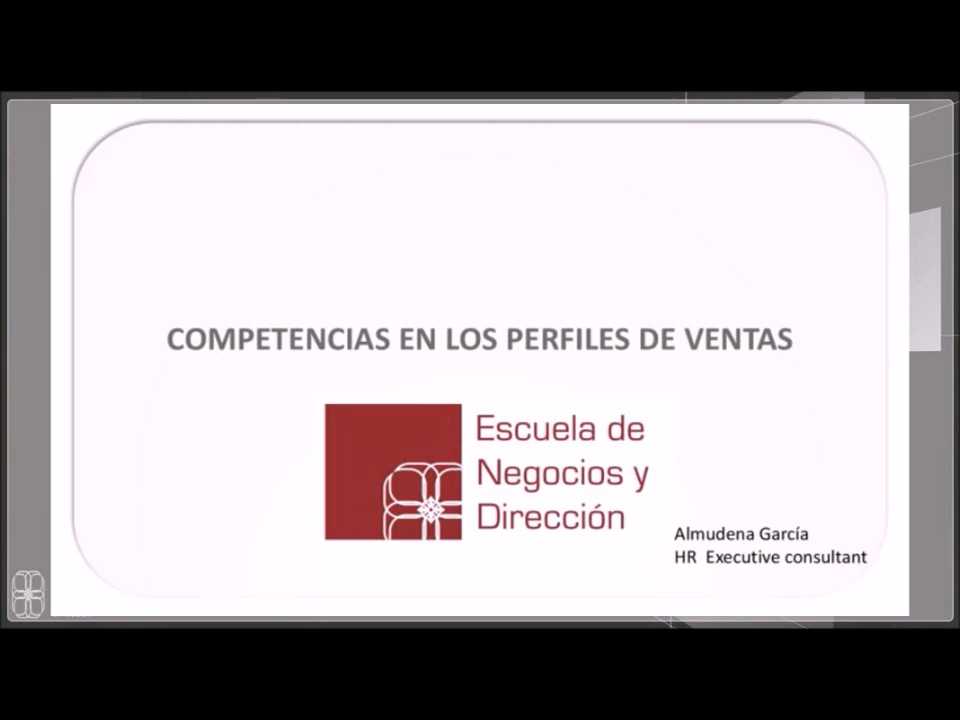 COMPETENCIAS EN LOS PERFILES DE VENTAS
Escuela de
Negocios y
Dirección
Almudena García
HR Executive consultant